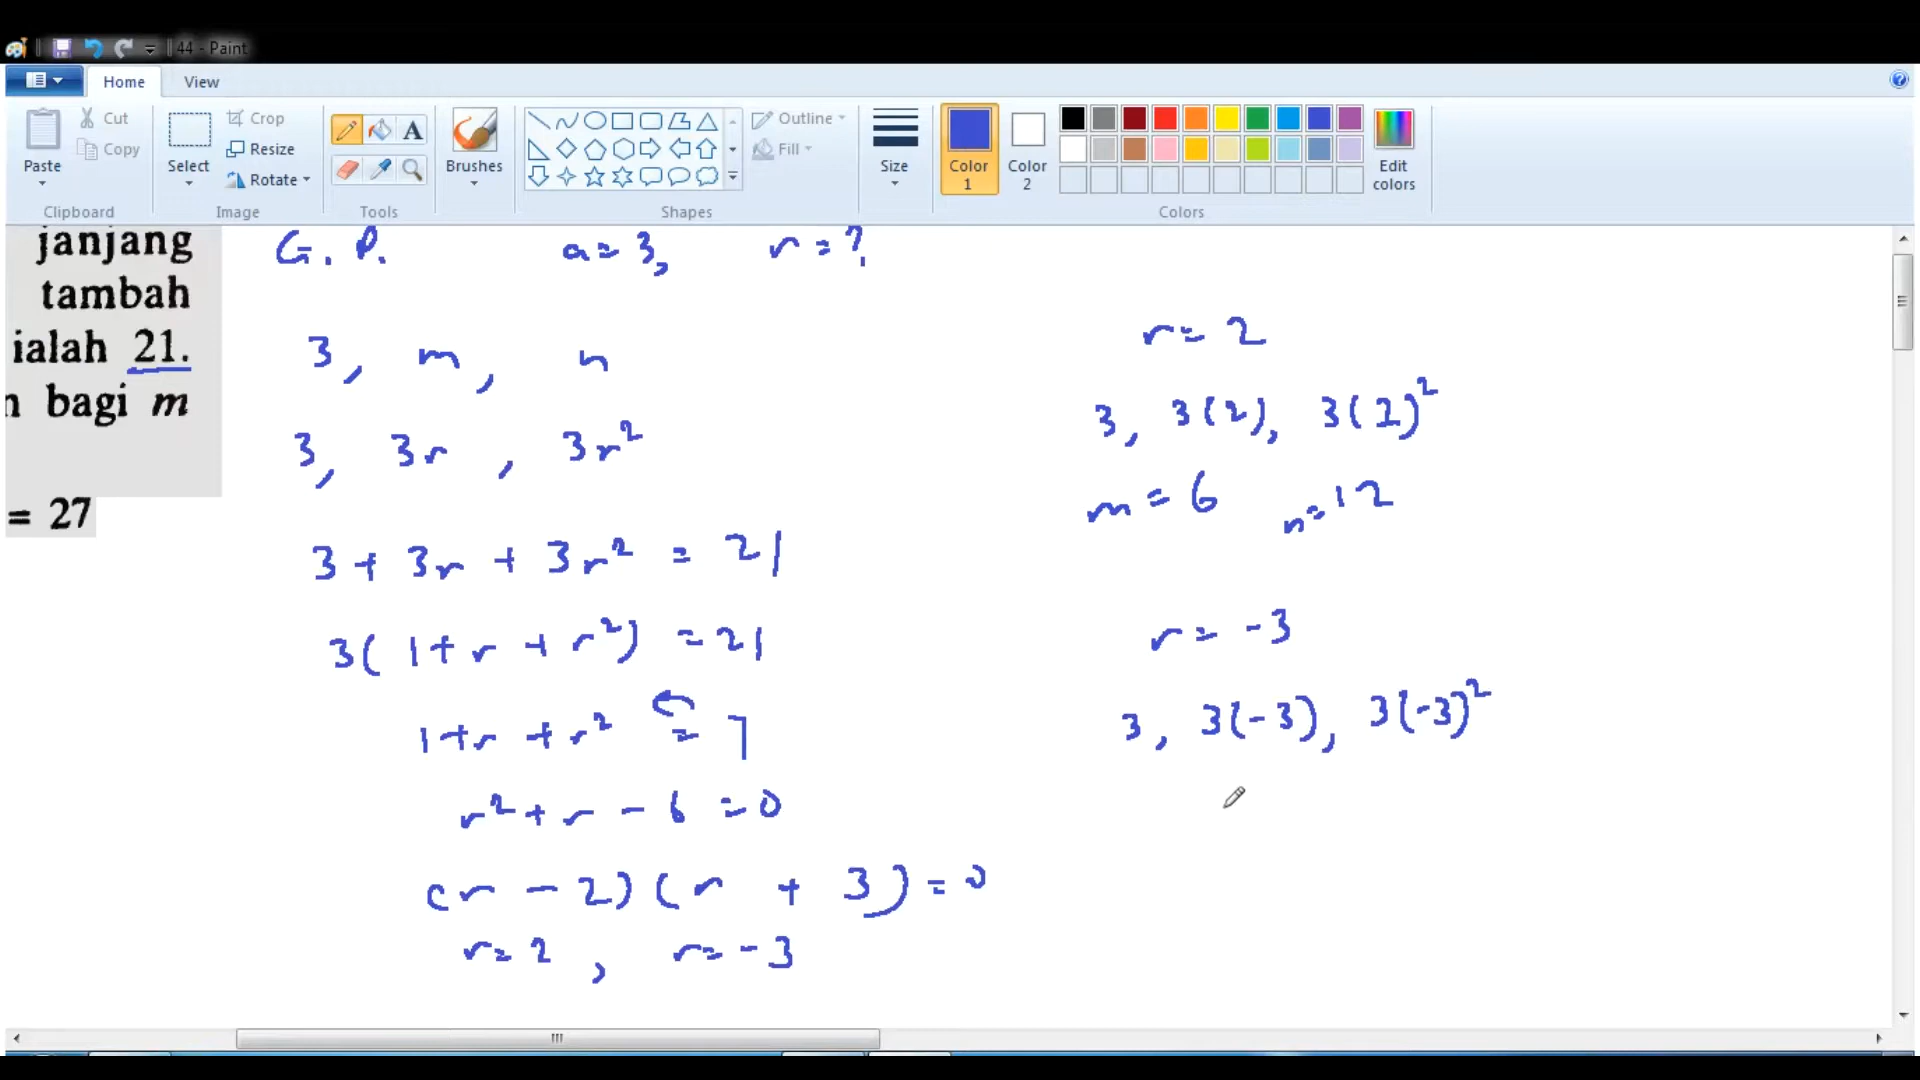 44 - Paint
Home View
Paste Cut Copy Clipboard
Select Crop Resize Rotate Image
A Tools
Brushes
Outline Fill Shapes
Size
Color 1 Color 2 Edit colors Colors
janjang
tambah
ialah 21.
n bagi m
= 27
G. P. a = 3, r = ?
3, m, n
3, 3r, 3r²
3 + 3r + 3r² = 21
3(1 + r + r²) = 21
1 + r + r² = 7
r² + r - 6 = 0
(r - 2)(r + 3) = 0
r = 2, r = -3
r = 2
3, 3(2), 3(2)²
m = 6 n = 12
r = -3
3, 3(-3), 3(-3)²